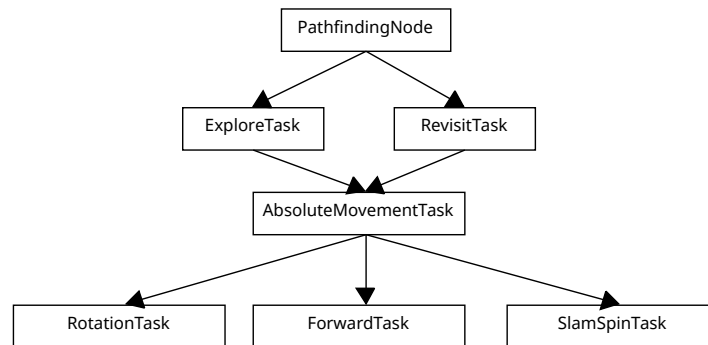 PathfindingNode
ExploreTask
RevisitTask
AbsoluteMovementTask
RotationTask
ForwardTask
SlamSpinTask